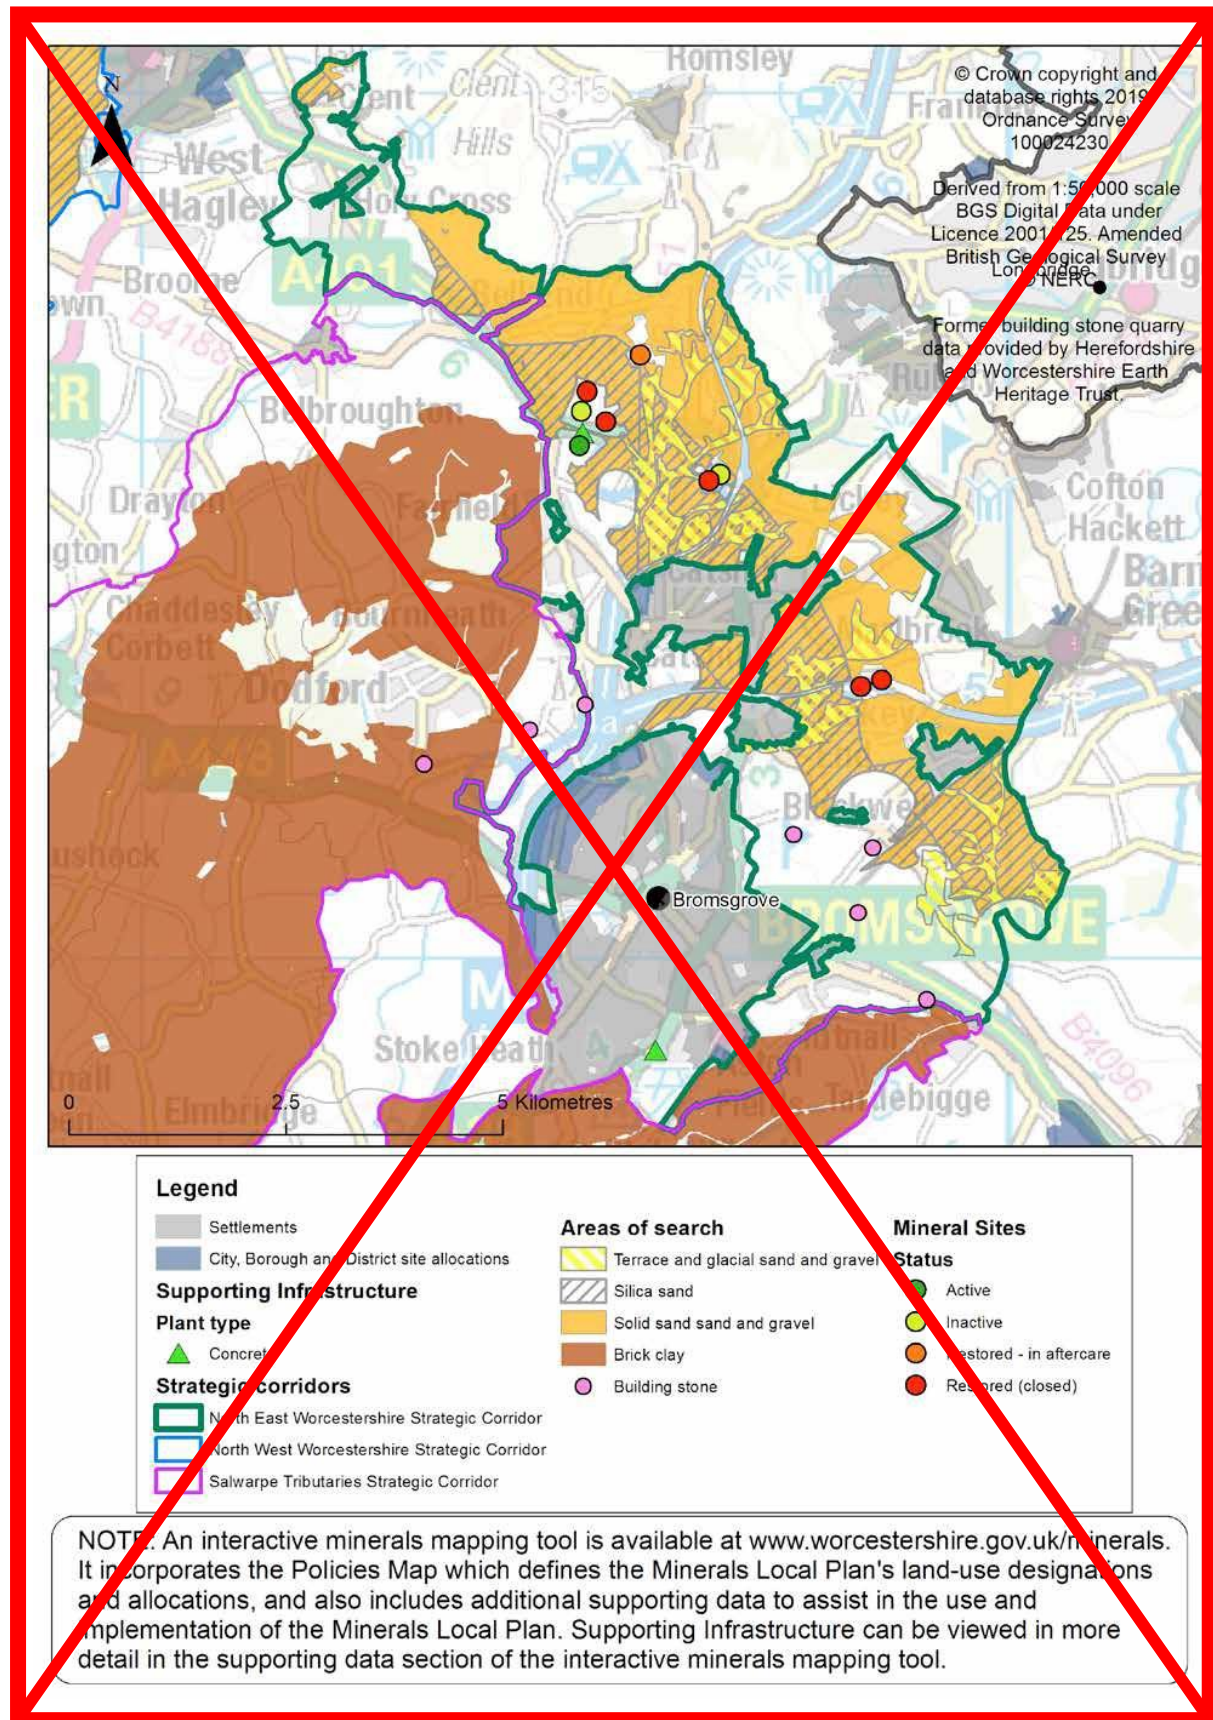 N
Romsley
© Crown copyright and
database rights 2019
Ordnance Survey
100024230
Clent
315
Hills
West
Hagley
Derived from 1:50,000 scale
BGS Digital Data under
Licence 2001/125. Amended
British Geological Survey
© NERC
Longbridge
Broome
A491
B4188
Former building stone quarry
data provided by Herefordshire
and Worcestershire Earth
Heritage Trust.
6
Belbroughton
Drayton
Fairfield
Cofton
Hackett
Chaddesley
Corbett
Bournheath
Dodford
A448
5
3
Blackwell
Bromsgrove
BROMSGROVE
Stoke Heath
4
B4096
Tardebigge
Elmbridge
0
2.5
5 Kilometres
Legend
Settlements
City, Borough and District site allocations
Supporting Infrastructure
Plant type
Concrete
Strategic corridors
North East Worcestershire Strategic Corridor
North West Worcestershire Strategic Corridor
Salwarpe Tributaries Strategic Corridor
Areas of search
Terrace and glacial sand and gravel
Silica sand
Solid sand sand and gravel
Brick clay
Building stone
Mineral Sites
Status
Active
Inactive
Restored - in aftercare
Restored (closed)
NOTE: An interactive minerals mapping tool is available at www.worcestershire.gov.uk/minerals.
It incorporates the Policies Map which defines the Minerals Local Plan's land-use designations
and allocations, and also includes additional supporting data to assist in the use and
implementation of the Minerals Local Plan. Supporting Infrastructure can be viewed in more
detail in the supporting data section of the interactive minerals mapping tool.